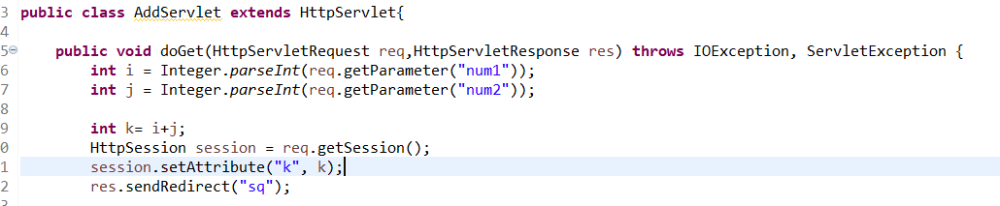 3 public class AddServlet extends HttpServlet{
4
5 public void doGet(HttpServletRequest req,HttpServletResponse res) throws IOException, ServletException {
6 int i = Integer.parseInt(req.getParameter("num1"));
7 int j = Integer.parseInt(req.getParameter("num2"));
8
9 int k= i+j;
0 HttpSession session = req.getSession();
1 session.setAttribute("k", k);
2 res.sendRedirect("sq");